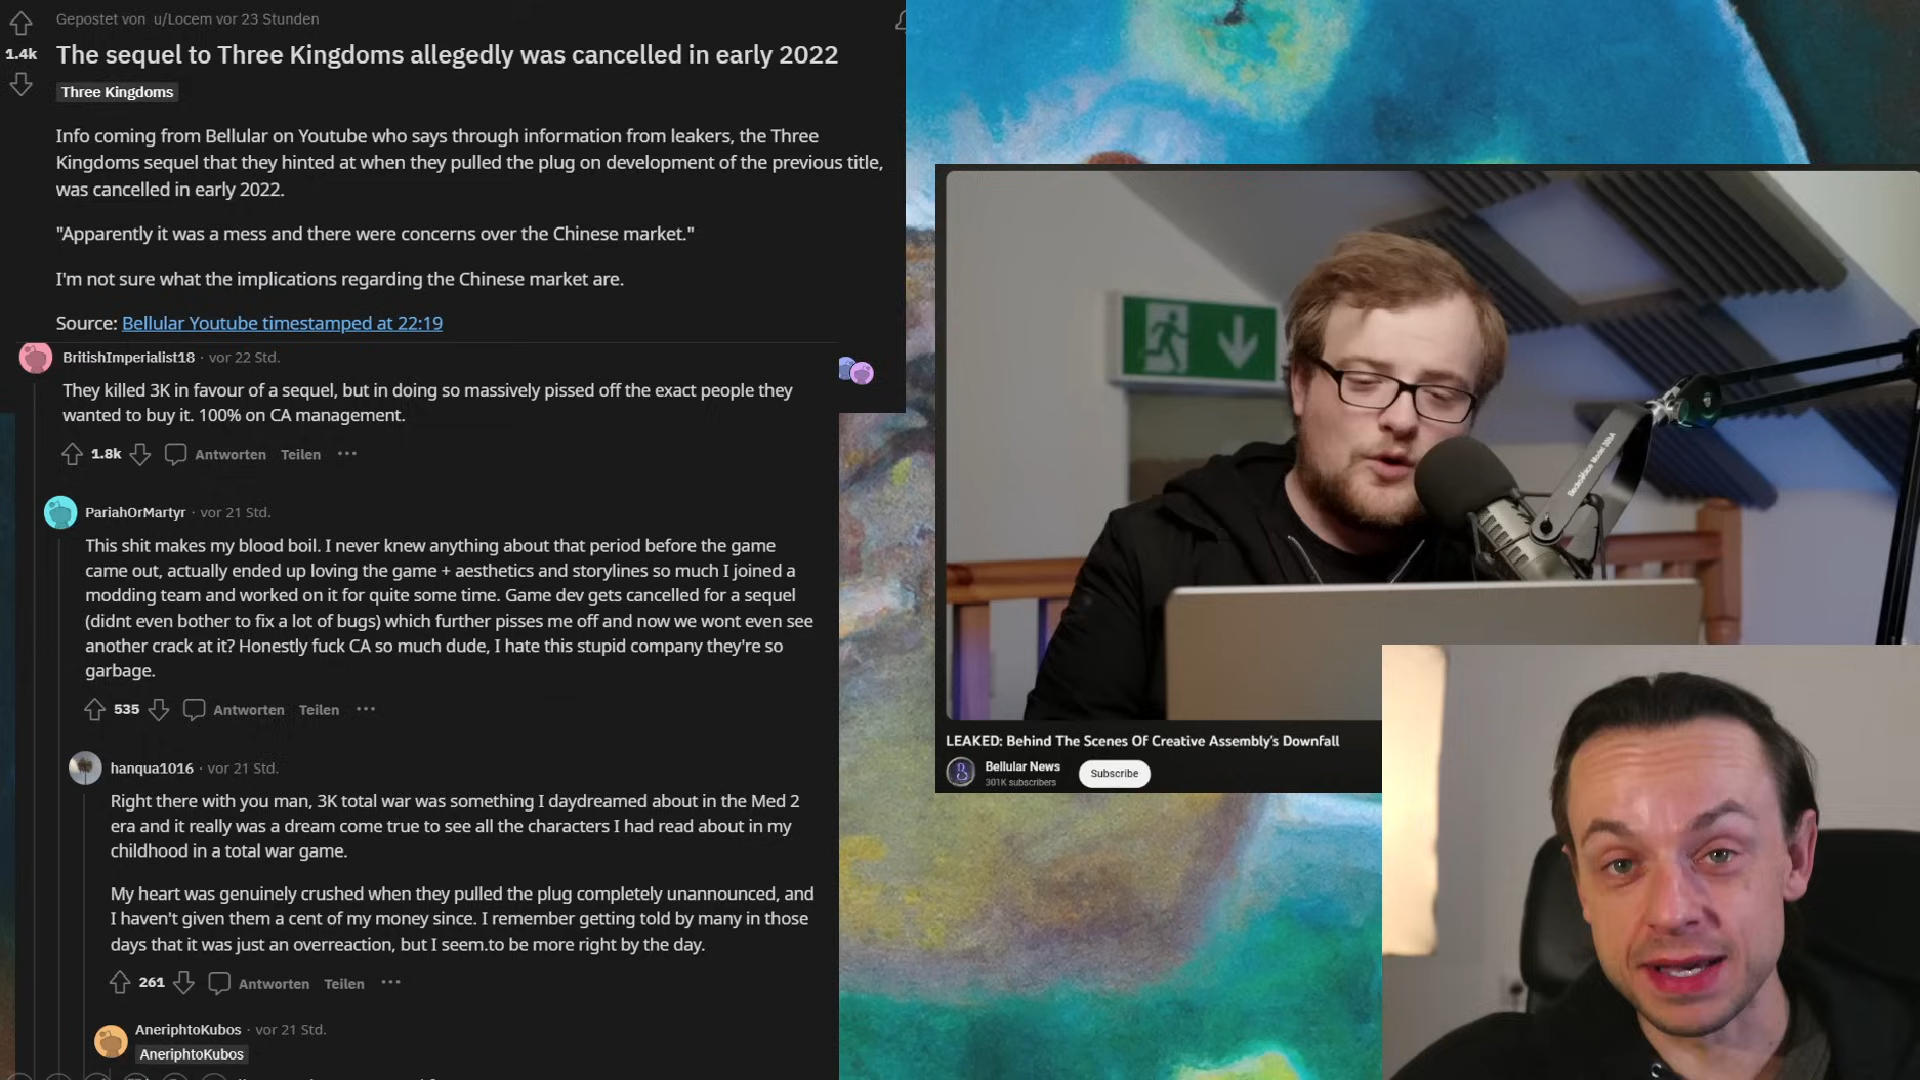 Gepostet von u/Locem vor 23 Stunden
1.4k
The sequel to Three Kingdoms allegedly was cancelled in early 2022
Three Kingdoms
Info coming from Bellular on Youtube who says through information from leakers, the Three
Kingdoms sequel that they hinted at when they pulled the plug on development of the previous title,
was cancelled in early 2022.
"Apparently it was a mess and there were concerns over the Chinese market."
I'm not sure what the implications regarding the Chinese market are.
Source: Bellular Youtube timestamped at 22:19
BritishImperialist18 · vor 22 Std.
They killed 3K in favour of a sequel, but in doing so massively pissed off the exact people they
wanted to buy it. 100% on CA management.
1.8k Antworten Teilen ···
PariahOrMartyr · vor 21 Std.
This shit makes my blood boil. I never knew anything about that period before the game
came out, actually ended up loving the game + aesthetics and storylines so much I joined a
modding team and worked on it for quite some time. Game dev gets cancelled for a sequel
(didnt even bother to fix a lot of bugs) which further pisses me off and now we wont even see
another crack at it? Honestly fuck CA so much dude, I hate this stupid company they're so
garbage.
535 Antworten Teilen ···
hanqua1016 · vor 21 Std.
Right there with you man, 3K total war was something I daydreamed about in the Med 2
era and it really was a dream come true to see all the characters I had read about in my
childhood in a total war game.
My heart was genuinely crushed when they pulled the plug completely unannounced, and
I haven't given them a cent of my money since. I remember getting told by many in those
days that it was just an overreaction, but I seem.to be more right by the day.
261 Antworten Teilen ···
AneriphtoKubos · vor 21 Std.
AneriphtoKubos
LEAKED: Behind The Scenes OF Creative Assembly's Downfall
Bellular News
301K subscribers
Subscribe